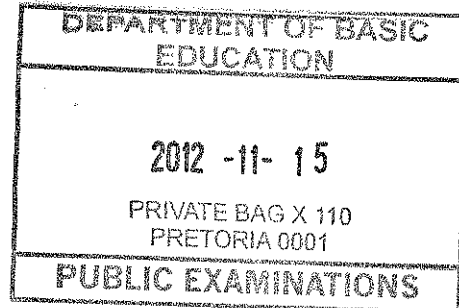 DEPARTMENT OF BASIC
EDUCATION
2012 -11- 15
PRIVATE BAG X 110
PRETORIA 0001
PUBLIC EXAMINATIONS